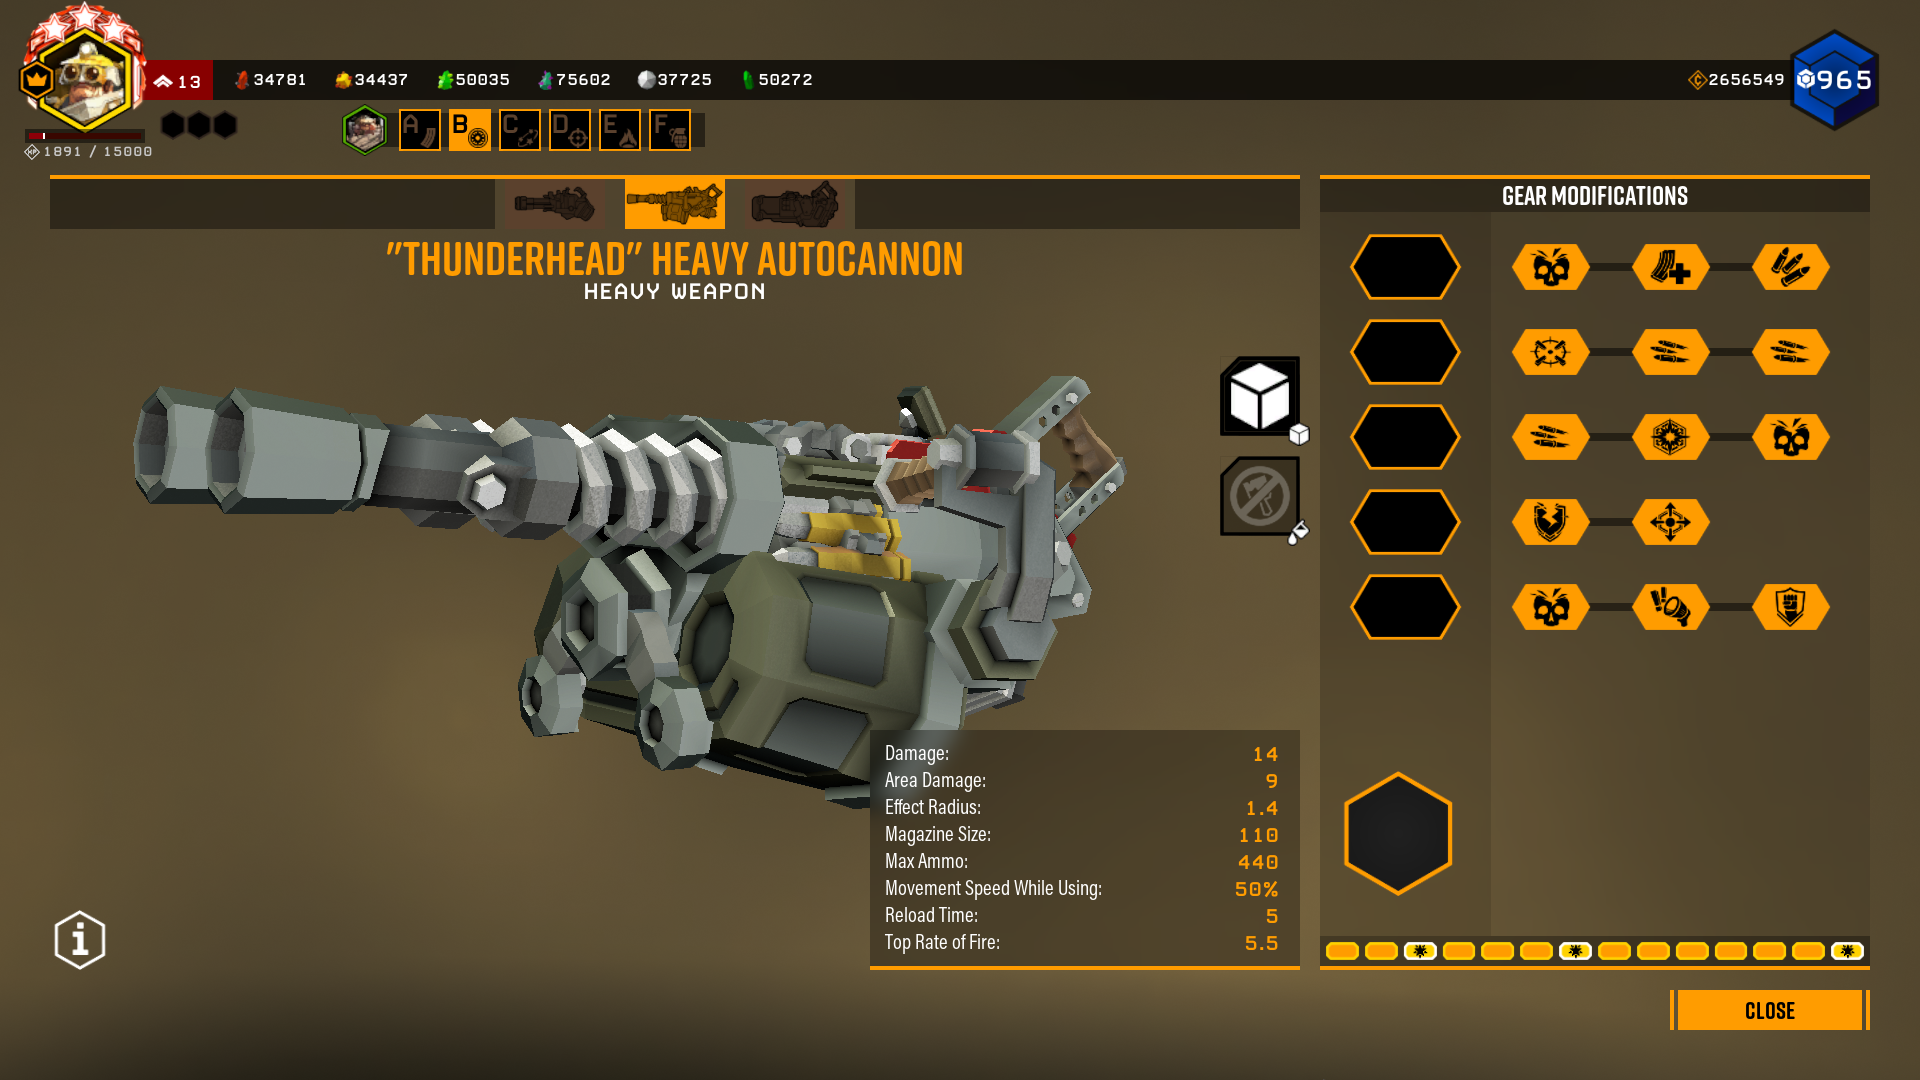 13
34781
34437
50035
75602
37725
50272
2656549
965
1891 / 15000
A
B
C
D
E
F
GEAR MODIFICATIONS
"THUNDERHEAD" HEAVY AUTOCANNON
HEAVY WEAPON
Damage: 14
Area Damage: 9
Effect Radius: 1.4
Magazine Size: 110
Max Ammo: 440
Movement Speed While Using: 50%
Reload Time: 5
Top Rate of Fire: 5.5
CLOSE